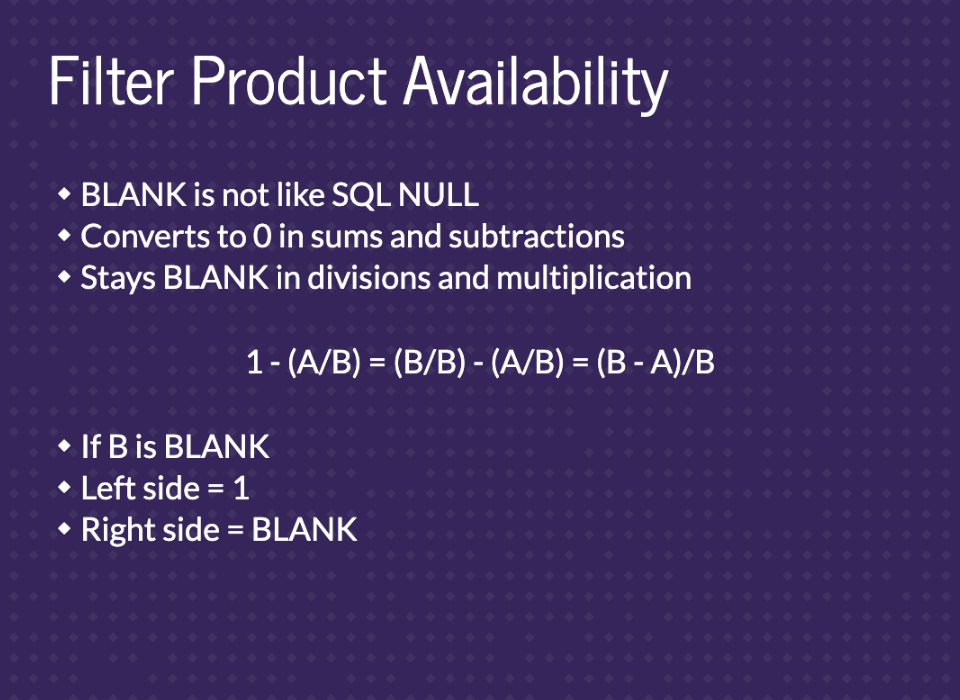 Filter Product Availability
◆ BLANK is not like SQL NULL
◆ Converts to 0 in sums and subtractions
◆ Stays BLANK in divisions and multiplication
1 - (A/B) = (B/B) - (A/B) = (B - A)/B
◆ If B is BLANK
◆ Left side = 1
◆ Right side = BLANK